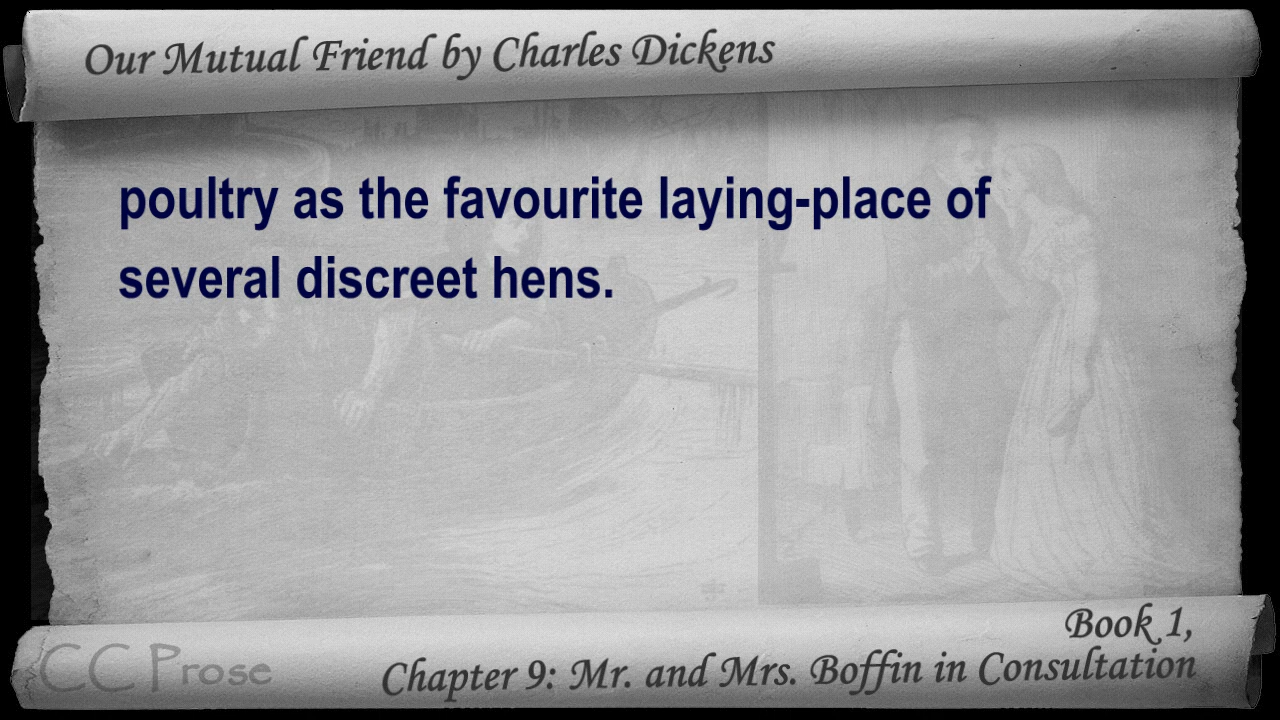 Our Mutual Friend by Charles Dickens
poultry as the favourite laying-place of
several discreet hens.
Book 1,
Chapter 9: Mr. and Mrs. Boffin in Consultation
CC Prose